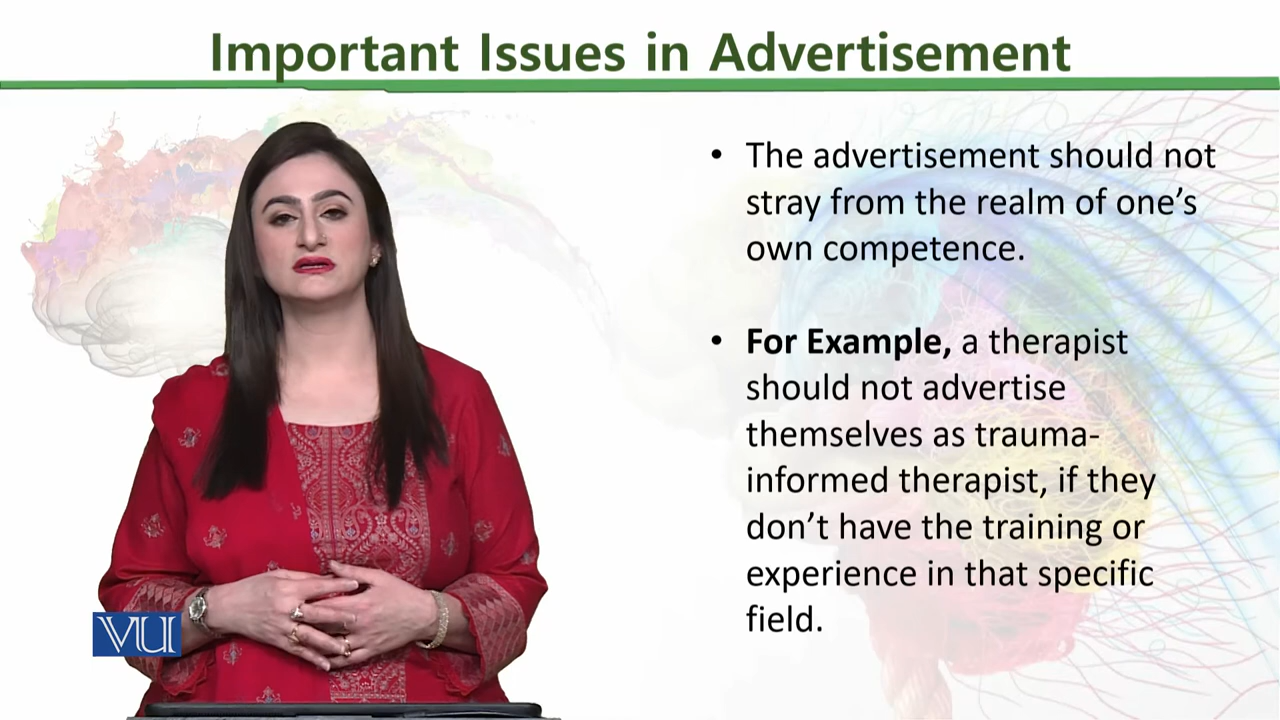 Important Issues in Advertisement
• The advertisement should not
stray from the realm of one's
own competence.
• For Example, a therapist
should not advertise
themselves as trauma-
informed therapist, if they
don't have the training or
experience in that specific
field.
VU